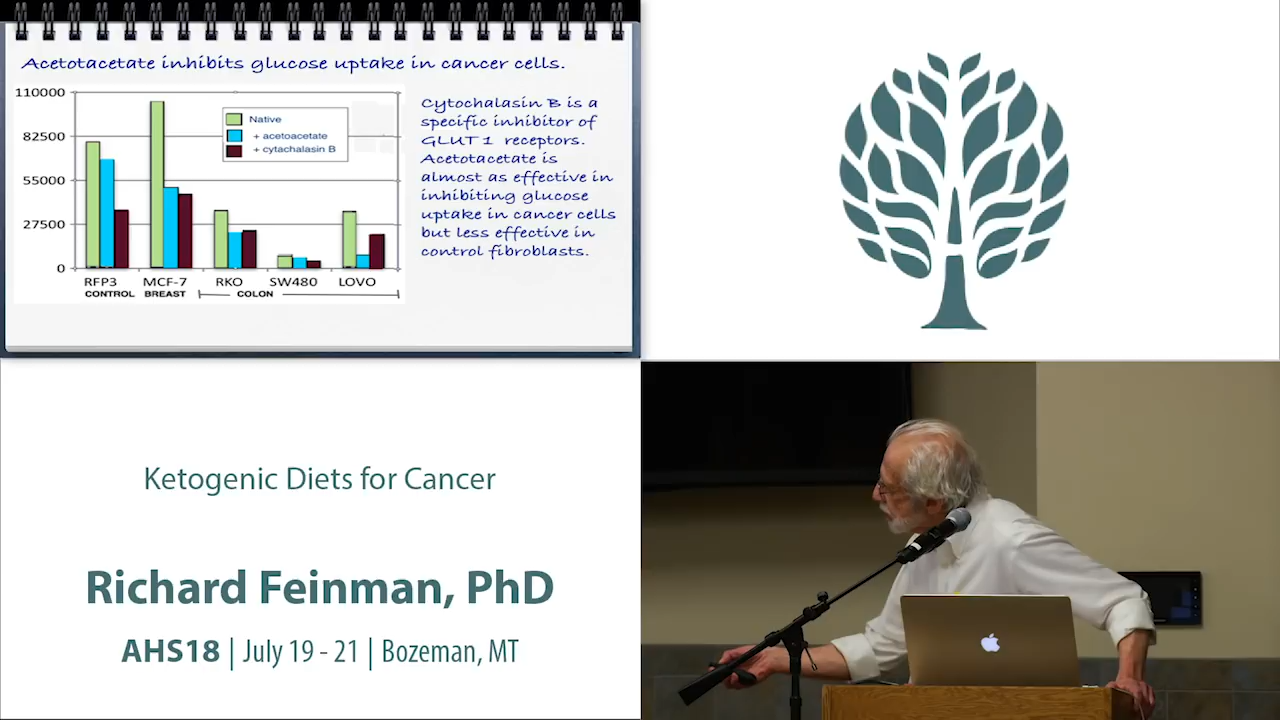 Acetotacetate inhibits glucose uptake in cancer cells.
110000
82500
55000
27500
0
Native
+ acetoacetate
+ cytachalasin B
RFP3
MCF-7
RKO
SW480
LOVO
CONTROL
BREAST
COLON
Cytochalasin B is a
specific inhibitor of
GLUT 1 receptors.
Acetotacetate is
almost as effective in
inhibiting glucose
uptake in cancer cells
but less effective in
control fibroblasts.
Ketogenic Diets for Cancer
Richard Feinman, PhD
AHS18 | July 19 - 21 | Bozeman, MT